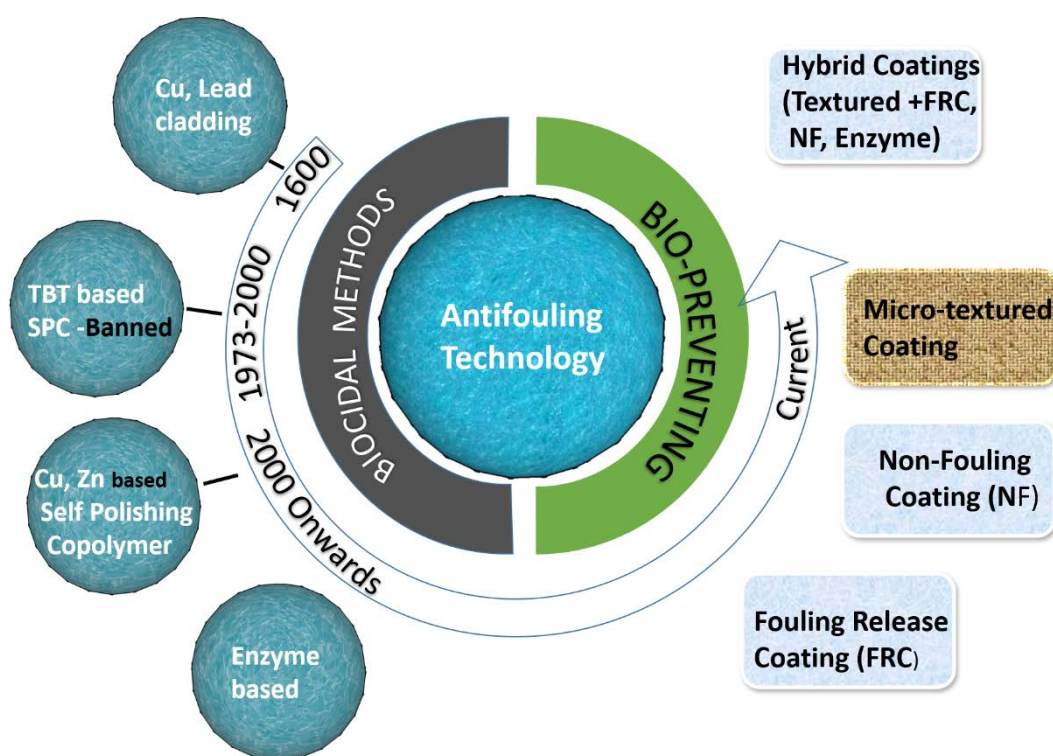 Cu, Lead
cladding
TBT based
SPC -Banned
Cu, Zn based
Self Polishing
Copolymer
Enzyme
based
1600
1973-2000
2000 Onwards
Current
BIOCIDAL METHODS
Antifouling
Technology
BIO-PREVENTING
Hybrid Coatings
(Textured +FRC,
NF, Enzyme)
Micro-textured
Coating
Non-Fouling
Coating (NF)
Fouling Release
Coating (FRC)